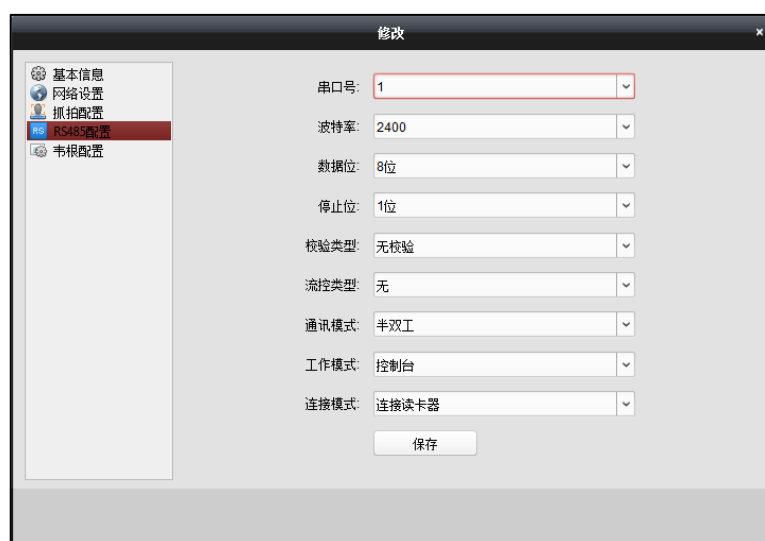 修改
×
基本信息
网络设置
抓拍配置
RS RS485配置
韦根配置
串口号: 1
波特率: 2400
数据位: 8位
停止位: 1位
校验类型: 无校验
流控类型: 无
通讯模式: 半双工
工作模式: 控制台
连接模式: 连接读卡器
保存